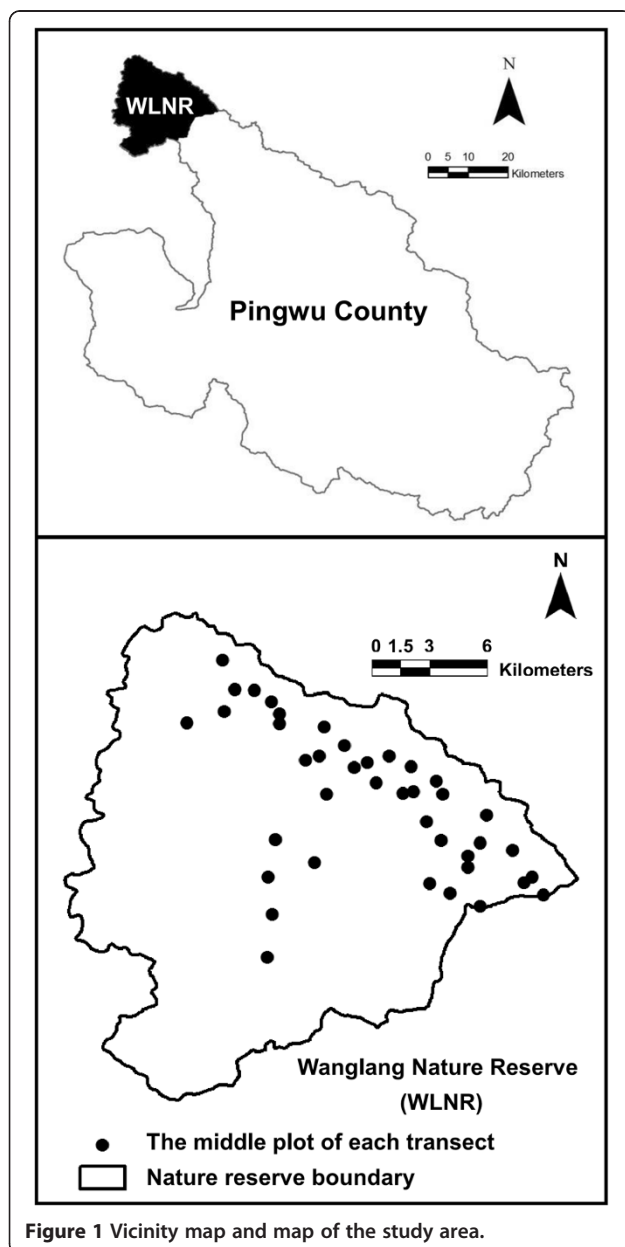 WLNR
N
0 5 10 20
Kilometers
Pingwu County
N
0 1.5 3 6
Kilometers
Wanglang Nature Reserve
(WLNR)
The middle plot of each transect
Nature reserve boundary
Figure 1 Vicinity map and map of the study area.